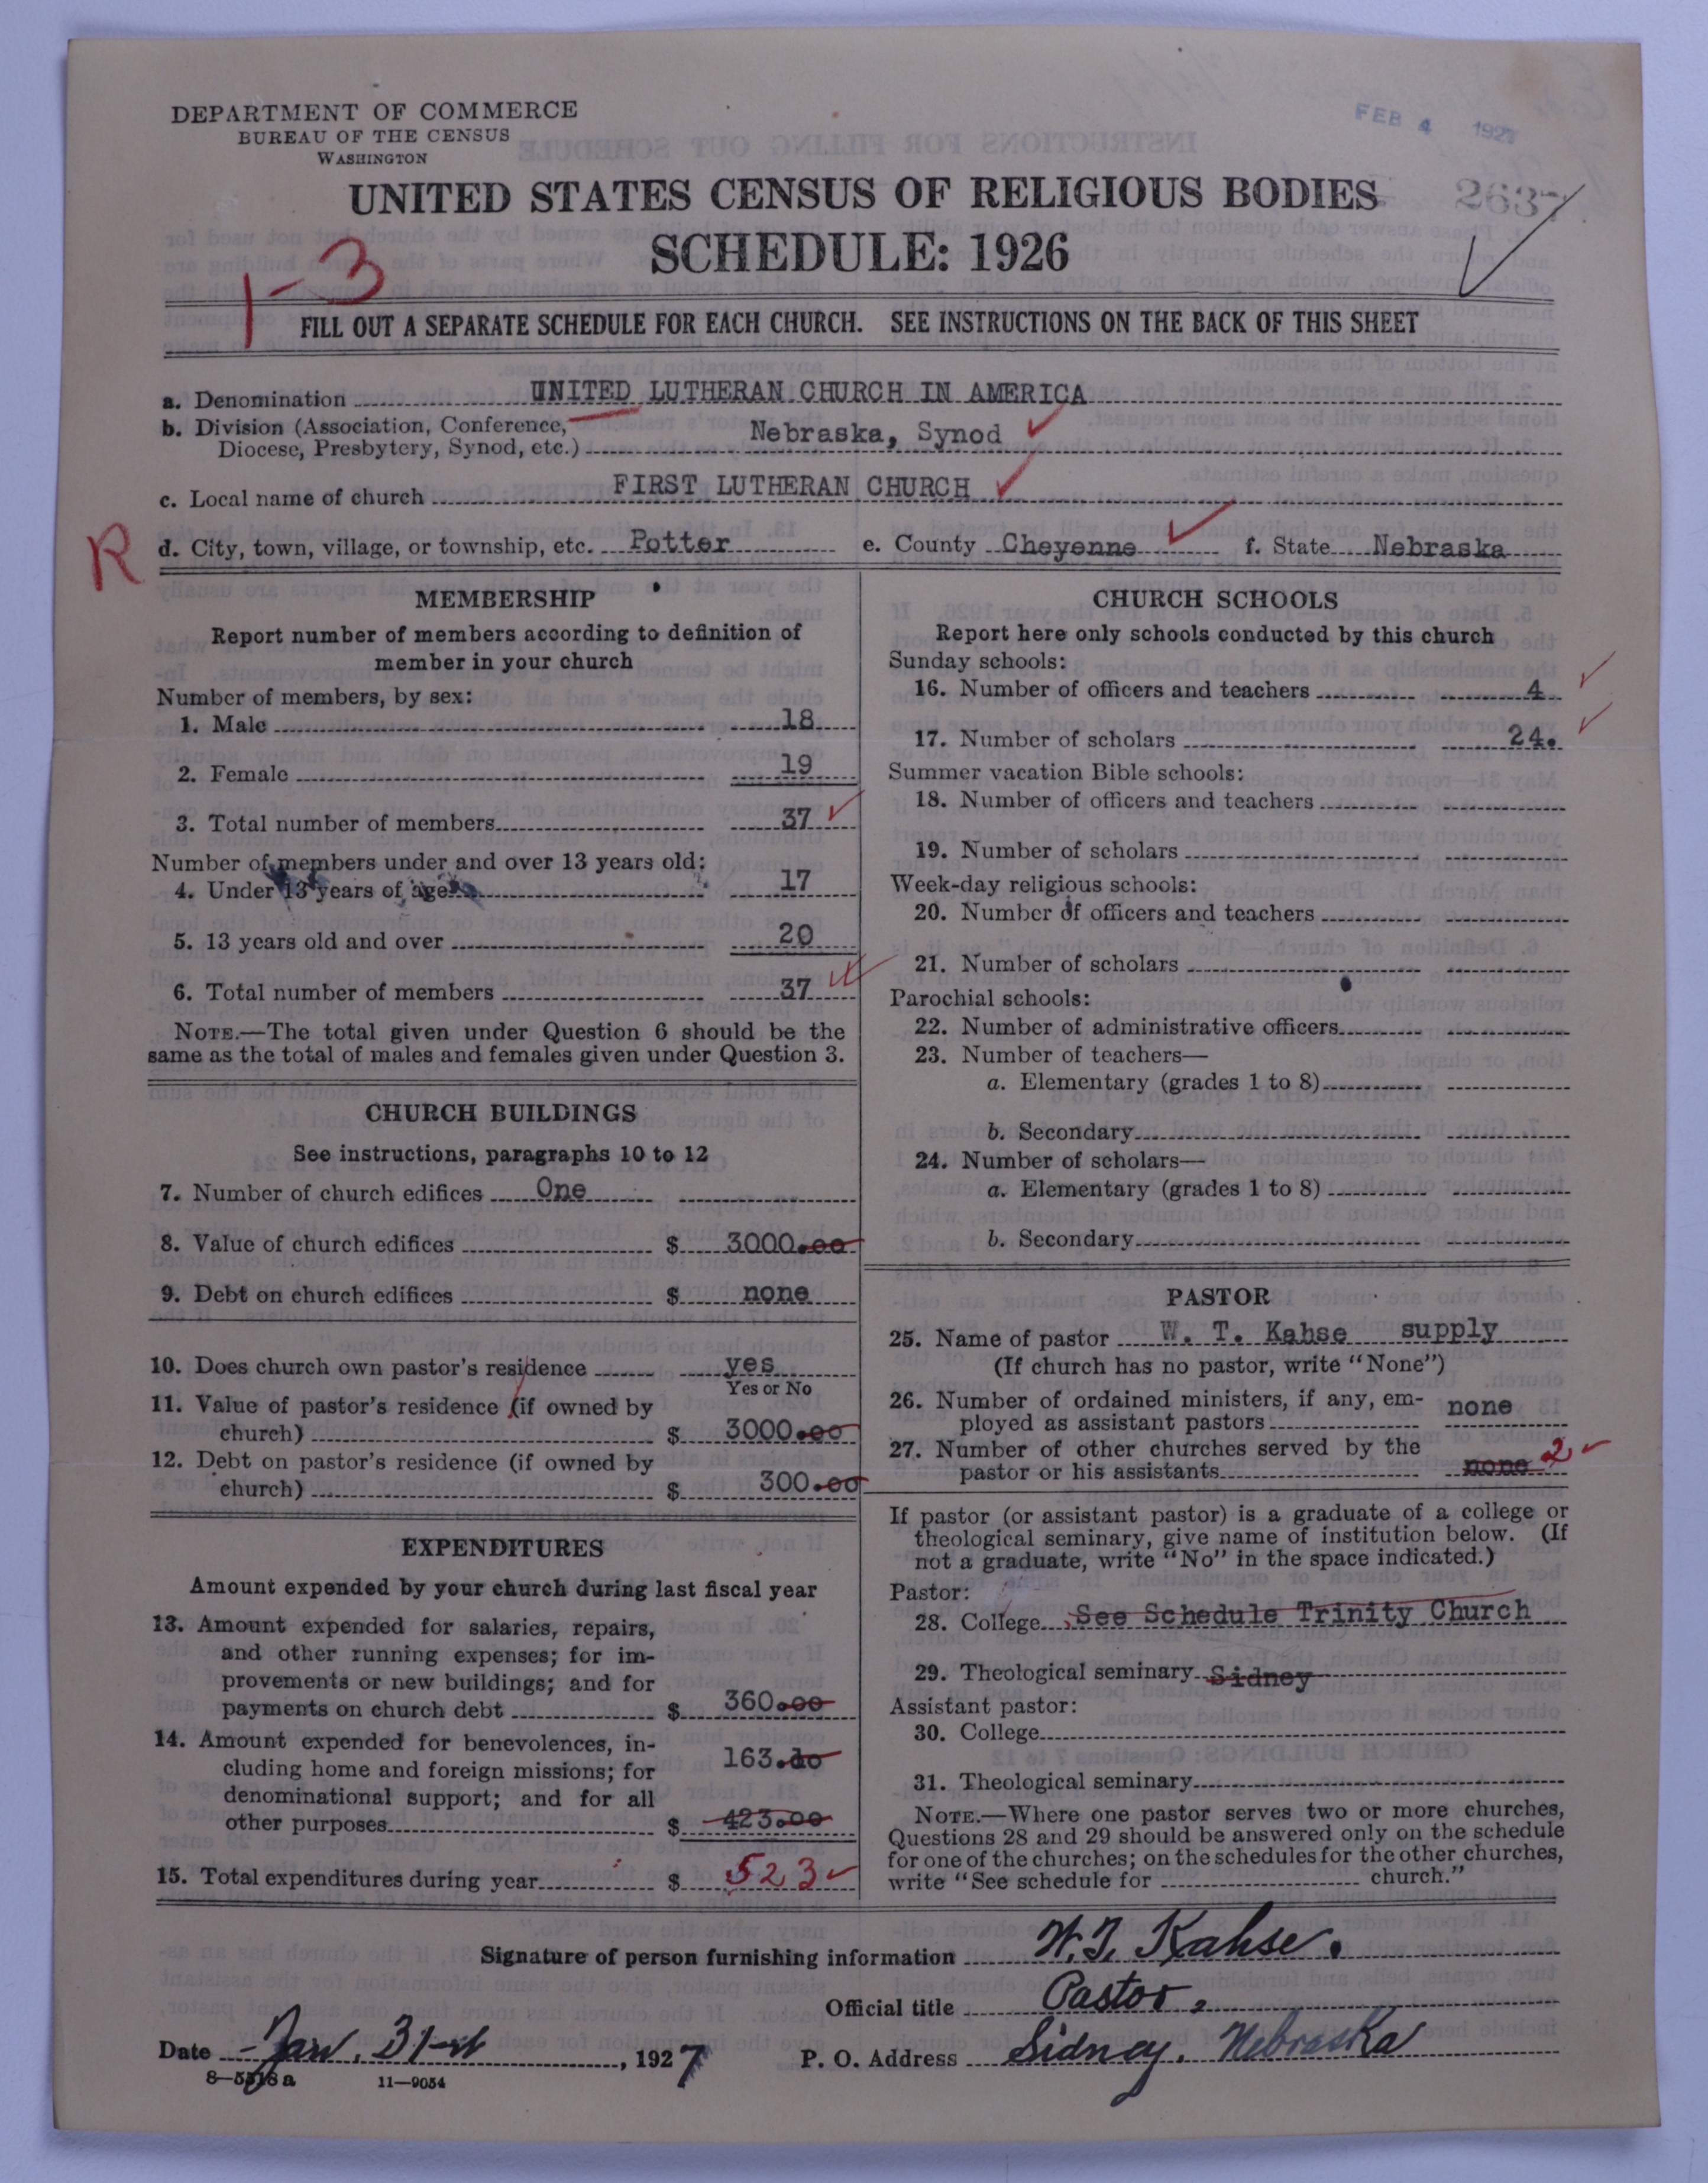 DEPARTMENT OF COMMERCE
BUREAU OF THE CENSUS
WASHINGTON
FEB 4 1927
UNITED STATES CENSUS OF RELIGIOUS BODIES
2637
SCHEDULE: 1926
1-3
FILL OUT A SEPARATE SCHEDULE FOR EACH CHURCH. SEE INSTRUCTIONS ON THE BACK OF THIS SHEET
a. Denomination UNITED LUTHERAN CHURCH IN AMERICA
b. Division (Association, Conference,
Diocese, Presbytery, Synod, etc.) Nebraska, Synod
c. Local name of church FIRST LUTHERAN CHURCH
R
d. City, town, village, or township, etc. Potter e. County Cheyenne f. State Nebraska
MEMBERSHIP
Report number of members according to definition of
member in your church
Number of members, by sex:
1. Male 18
2. Female 19
3. Total number of members 37
Number of members under and over 13 years old:
4. Under 13 years of age 17
5. 13 years old and over 20
6. Total number of members 37
NOTE.—The total given under Question 6 should be the
same as the total of males and females given under Question 3.
CHURCH BUILDINGS
See instructions, paragraphs 10 to 12
7. Number of church edifices One
8. Value of church edifices $ 3000.00
9. Debt on church edifices $ none
10. Does church own pastor's residence yes
Yes or No
11. Value of pastor's residence (if owned by
church) $ 3000.00
12. Debt on pastor's residence (if owned by
church) $ 300.00
EXPENDITURES
Amount expended by your church during last fiscal year
13. Amount expended for salaries, repairs,
and other running expenses; for im-
provements or new buildings; and for
payments on church debt $ 360.00
14. Amount expended for benevolences, in-
cluding home and foreign missions; for 163.00
denominational support; and for all
other purposes $ 423.00
15. Total expenditures during year $ 523
CHURCH SCHOOLS
Report here only schools conducted by this church
Sunday schools:
16. Number of officers and teachers 4
17. Number of scholars 24.
Summer vacation Bible schools:
18. Number of officers and teachers
19. Number of scholars
Week-day religious schools:
20. Number of officers and teachers
21. Number of scholars
Parochial schools:
22. Number of administrative officers
23. Number of teachers—
a. Elementary (grades 1 to 8)
b. Secondary
24. Number of scholars—
a. Elementary (grades 1 to 8)
b. Secondary
PASTOR
25. Name of pastor W. T. Kahse supply
(If church has no pastor, write "None")
26. Number of ordained ministers, if any, em-
ployed as assistant pastors none
27. Number of other churches served by the
pastor or his assistants none 2
If pastor (or assistant pastor) is a graduate of a college or
theological seminary, give name of institution below. (If
not a graduate, write "No" in the space indicated.)
Pastor:
28. College See Schedule Trinity Church
29. Theological seminary Sidney
Assistant pastor:
30. College
31. Theological seminary
NOTE.—Where one pastor serves two or more churches,
Questions 28 and 29 should be answered only on the schedule
for one of the churches; on the schedules for the other churches,
write "See schedule for church."
Signature of person furnishing information W. T. Kahse.
Official title Pastor.
Date Jan. 31-st, 1927 P. O. Address Sidney. Nebraska
8—5518a 11—9054